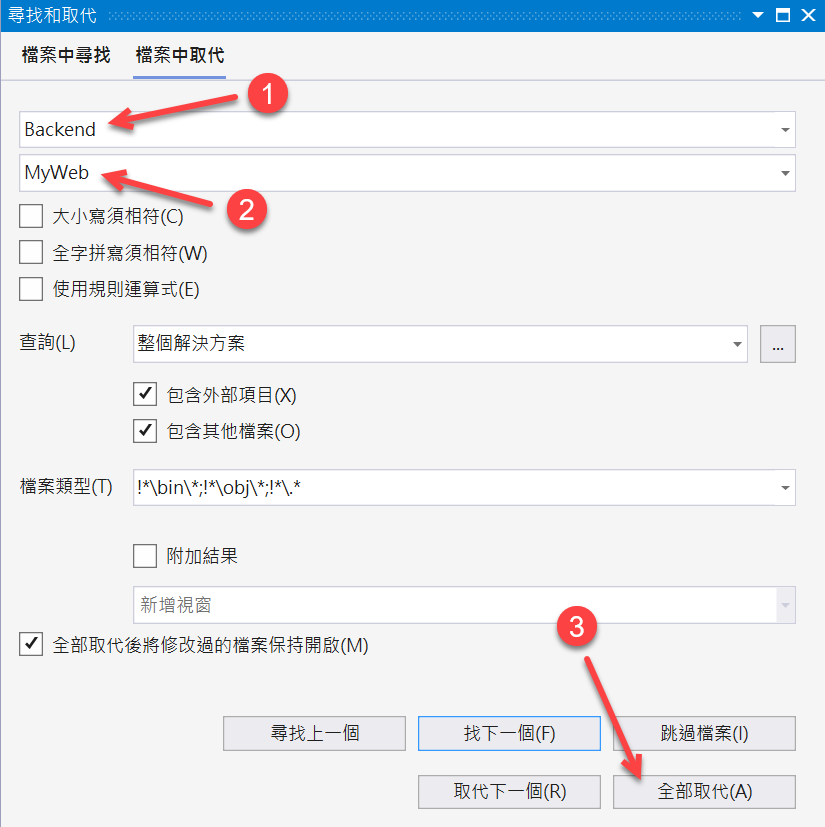 尋找和取代
檔案中尋找 檔案中取代
1
Backend
MyWeb
2
大小寫須相符(C)
全字拼寫須相符(W)
使用規則運算式(E)
查詢(L) 整個解決方案 ...
包含外部項目(X)
包含其他檔案(O)
檔案類型(T) !*\bin\*;!*\obj\*;!*\.*
附加結果
新增視窗
3
全部取代後將修改過的檔案保持開啟(M)
尋找上一個 找下一個(F) 跳過檔案(I)
取代下一個(R) 全部取代(A)